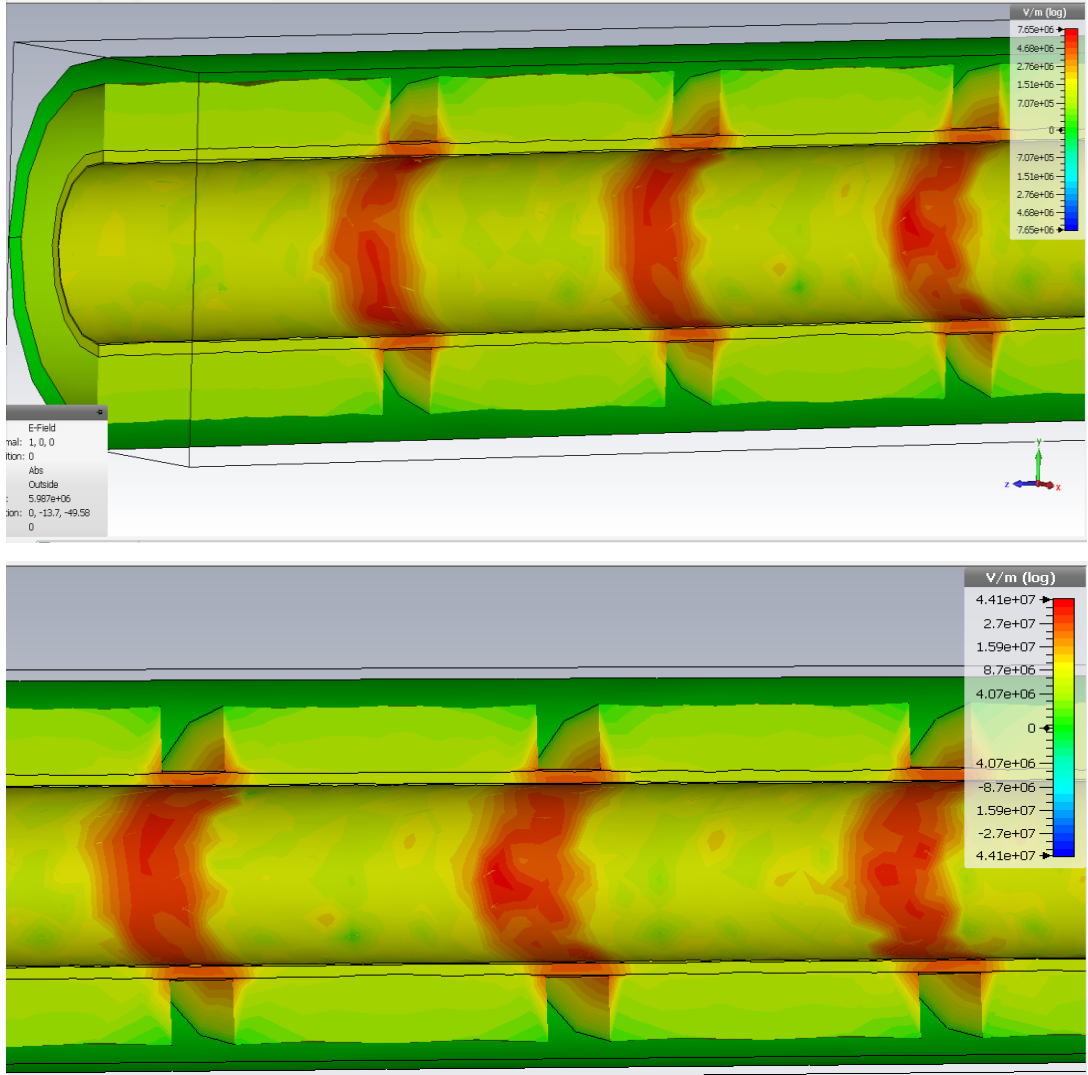 V/m (log)
7.65e+06
4.68e+06
2.76e+06
1.51e+06
7.07e+05
0
7.07e+05
1.51e+06
2.76e+06
4.68e+06
7.65e+06
E-Field
mal: 1, 0, 0
ition: 0
Abs
Outside
: 5.987e+06
ion: 0, -13.7, -49.58
0
y
z
x
V/m (log)
4.41e+07
2.7e+07
1.59e+07
8.7e+06
4.07e+06
0
4.07e+06
-8.7e+06
1.59e+07
-2.7e+07
4.41e+07